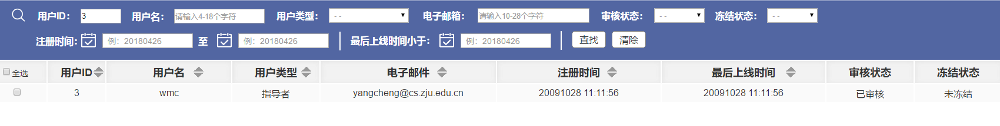 用户ID： 3 用户名： 请输入4-18个字符 用户类型： - - 电子邮箱： 请输入10-28个字符 审核状态： - - 冻结状态： - -
注册时间： 例：20180426 至 例：20180426 最后上线时间小于： 例：20180426 查找 清除
全选 用户ID 用户名 用户类型 电子邮件 注册时间 最后上线时间 审核状态 冻结状态
3 wmc 指导者 yangcheng@cs.zju.edu.cn 20091028 11:11:56 20091028 11:11:56 已审核 未冻结